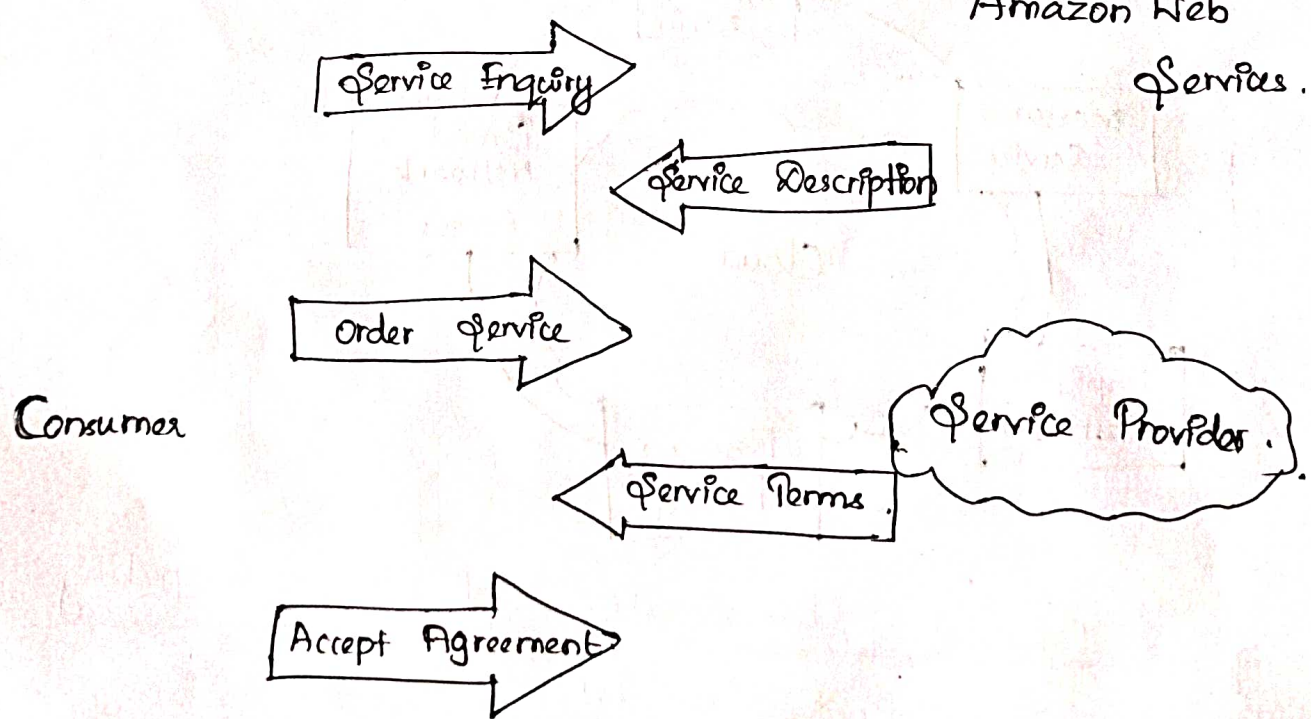 Amazon Web
Services.
Service Enquiry
Service Description
Order Service
Consumer
Service Provider.
Service Terms.
Accept Agreement